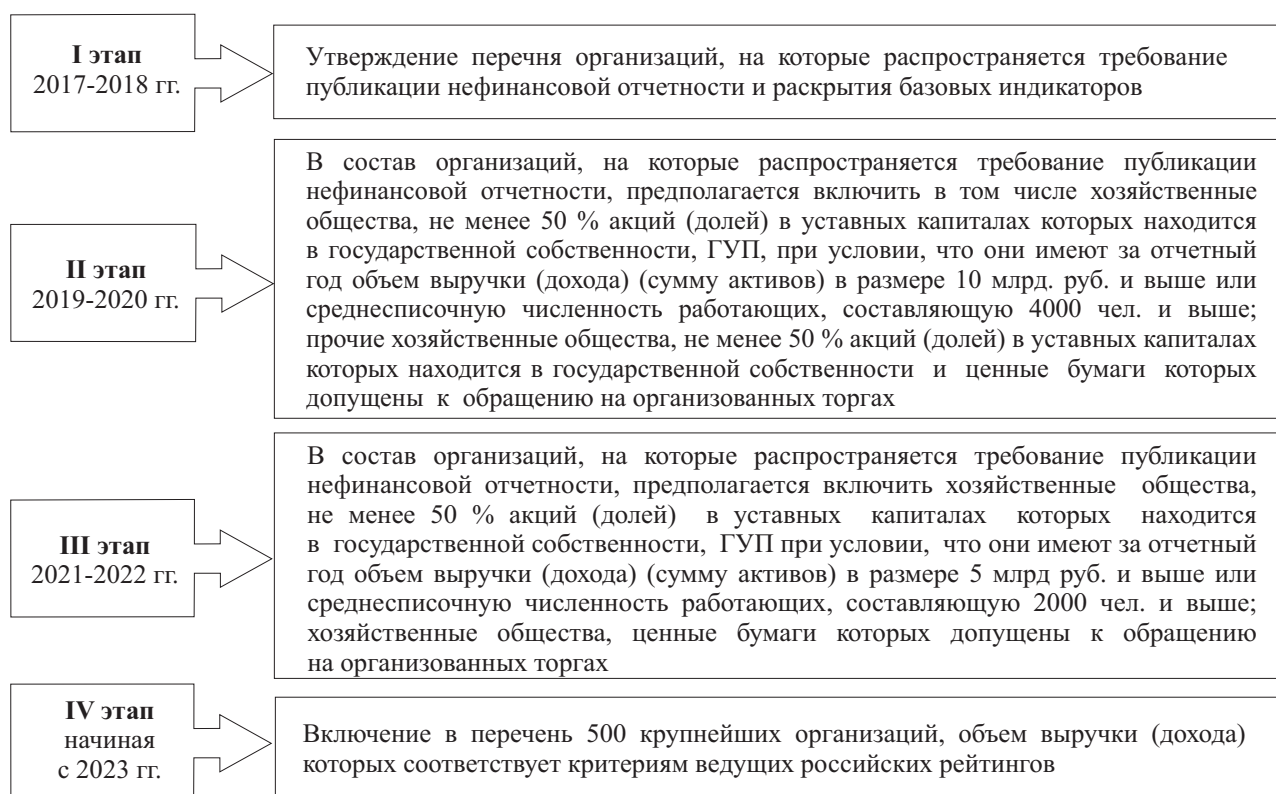 I этап
2017-2018 гг.
Утверждение перечня организаций, на которые распространяется требование
публикации нефинансовой отчетности и раскрытия базовых индикаторов
II этап
2019-2020 гг.
В состав организаций, на которые распространяется требование публикации
нефинансовой отчетности, предполагается включить в том числе хозяйственные
общества, не менее 50 % акций (долей) в уставных капиталах которых находится
в государственной собственности, ГУП, при условии, что они имеют за отчетный
год объем выручки (дохода) (сумму активов) в размере 10 млрд. руб. и выше или
среднесписочную численность работающих, составляющую 4000 чел. и выше;
прочие хозяйственные общества, не менее 50 % акций (долей) в уставных капиталах
которых находится в государственной собственности и ценные бумаги которых
допущены к обращению на организованных торгах
III этап
2021-2022 гг.
В состав организаций, на которые распространяется требование публикации
нефинансовой отчетности, предполагается включить хозяйственные общества,
не менее 50 % акций (долей) в уставных капиталах которых находится
в государственной собственности, ГУП при условии, что они имеют за отчетный
год объем выручки (дохода) (сумму активов) в размере 5 млрд руб. и выше или
среднесписочную численность работающих, составляющую 2000 чел. и выше;
хозяйственные общества, ценные бумаги которых допущены к обращению
на организованных торгах
IV этап
начиная
с 2023 гг.
Включение в перечень 500 крупнейших организаций, объем выручки (дохода)
которых соответствует критериям ведущих российских рейтингов